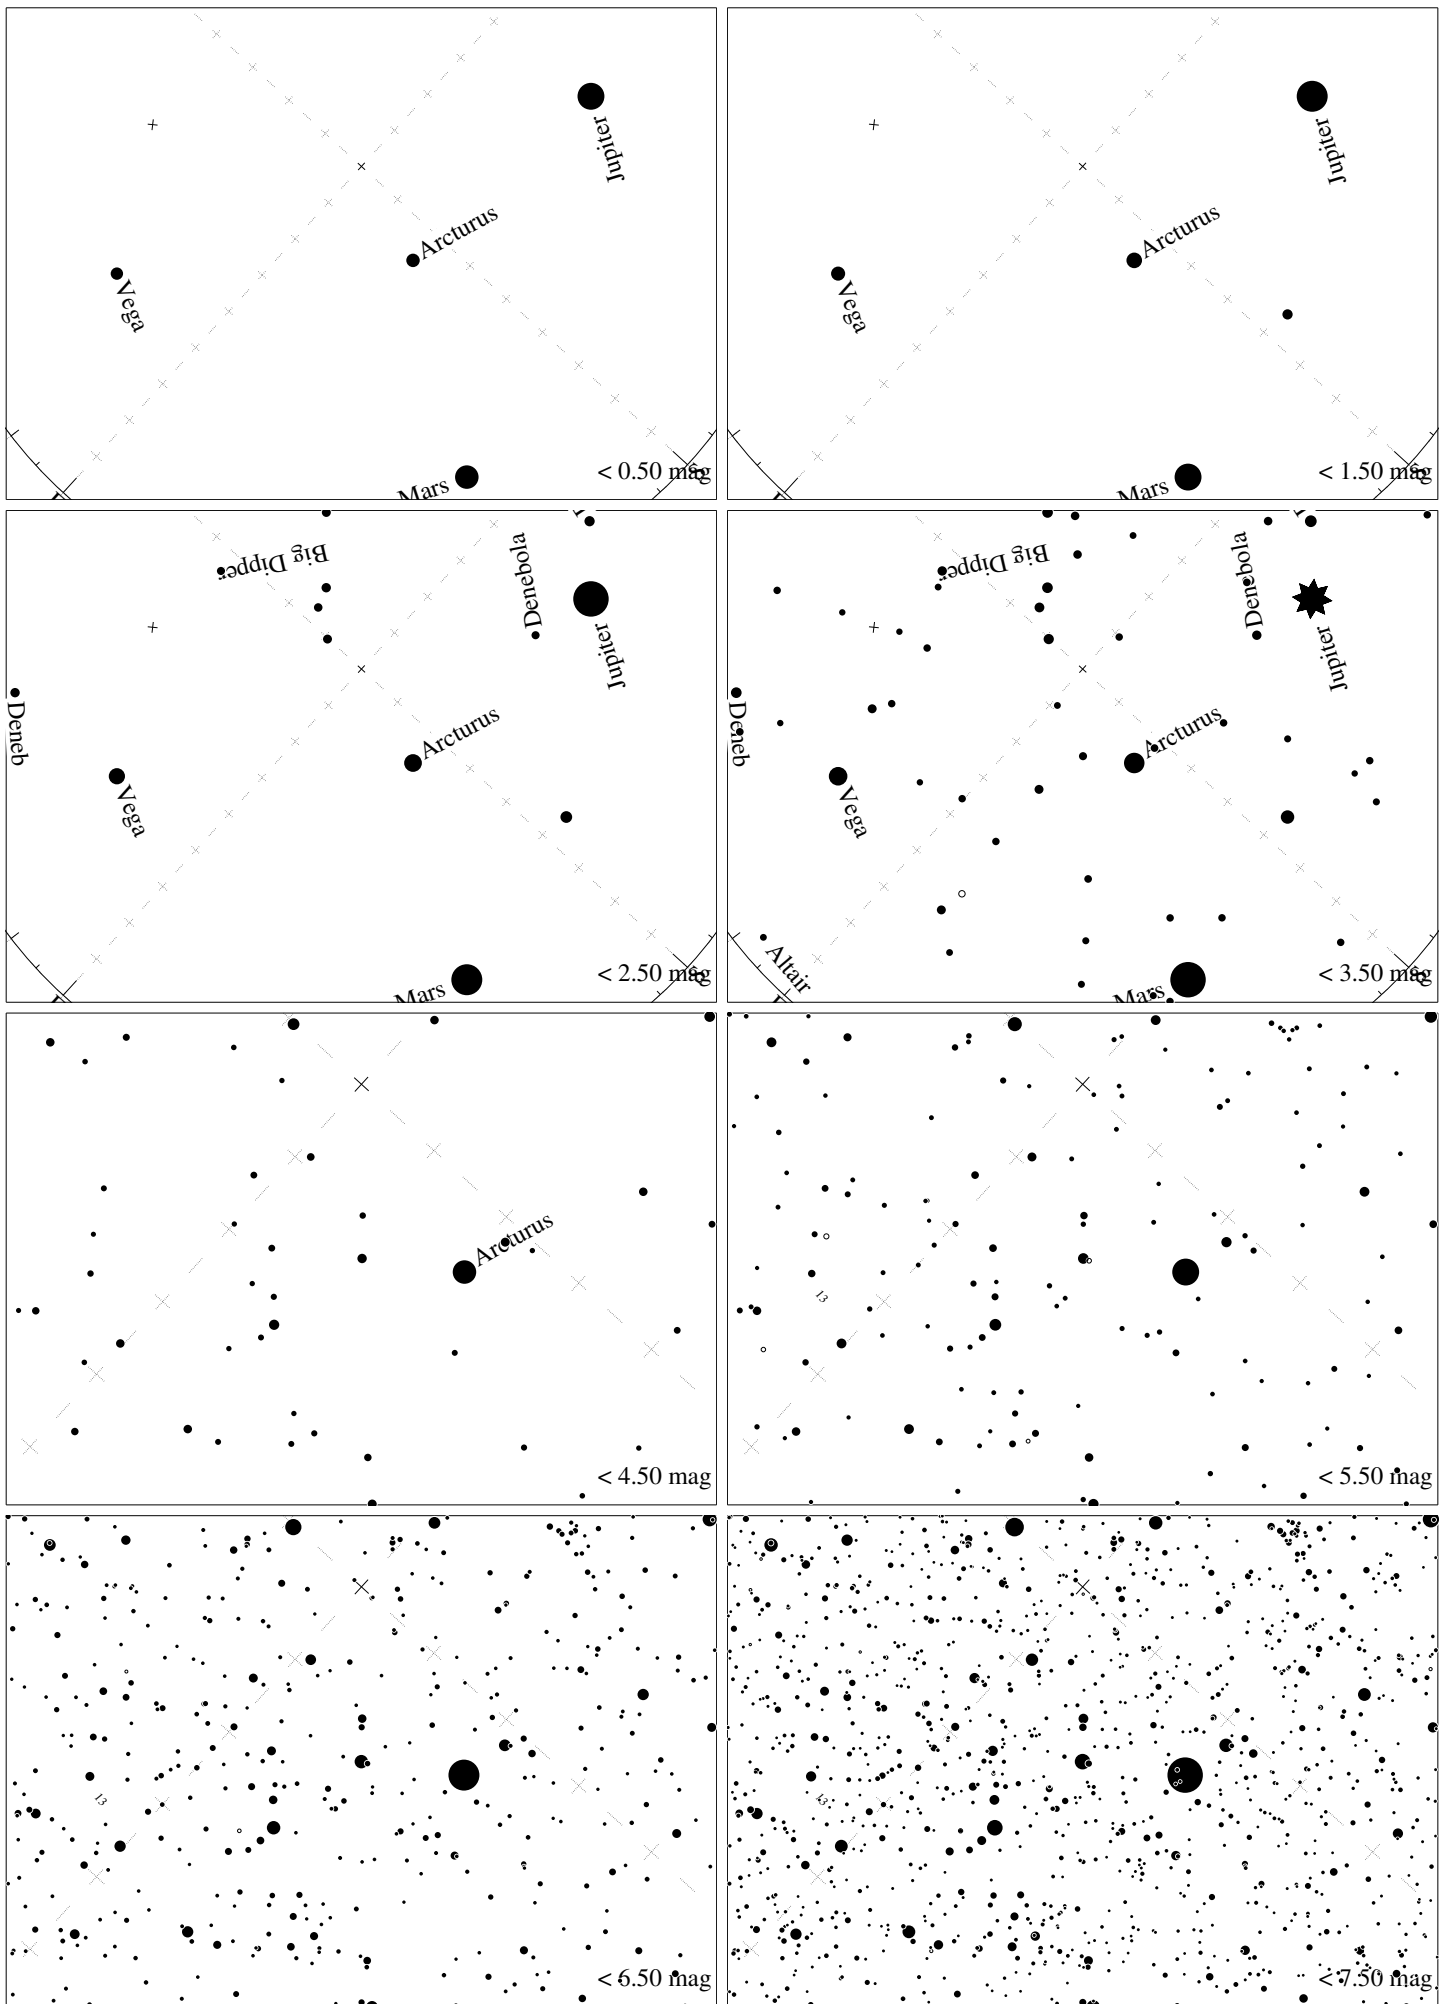 Jupiter
Arcturus
Vega
Mars
< 0.50 mag
Jupiter
Arcturus
Vega
Mars
< 1.50 mag
Big Dipper
Denebola
Jupiter
Deneb
Arcturus
Vega
Mars
< 2.50 mag
Big Dipper
Denebola
Jupiter
Deneb
Arcturus
Vega
Altair
Mars
< 3.50 mag
Arcturus
< 4.50 mag
13
< 5.50 mag
13
< 6.50 mag
13
< 7.50 mag